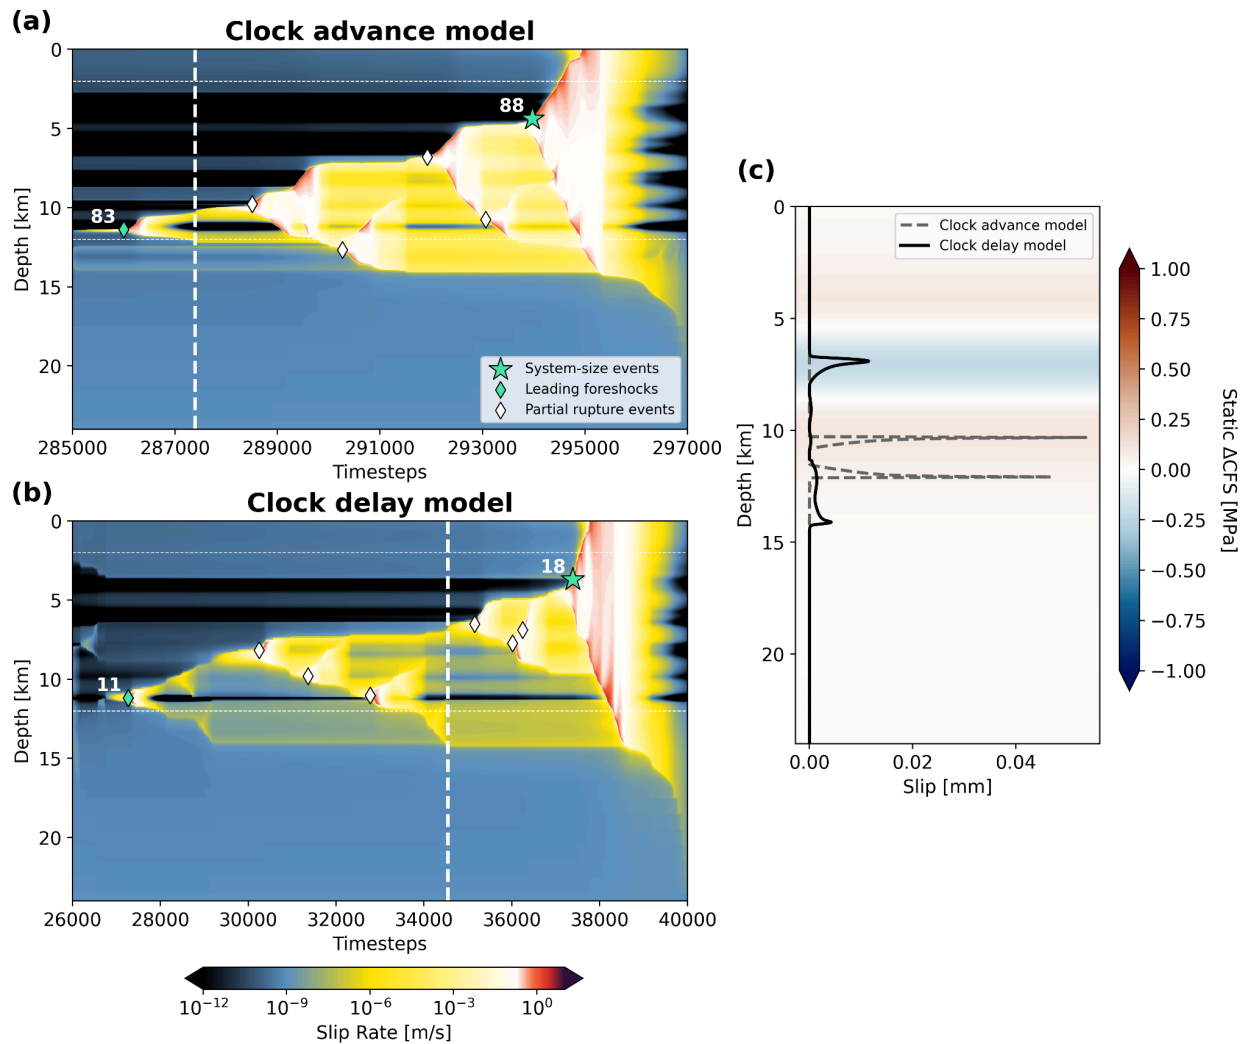 (a)
Clock advance model
0
5
10
15
20
Depth [km]
83
88
System-size events
Leading foreshocks
Partial rupture events
285000 287000 289000 291000 293000 295000 297000
Timesteps
(b)
Clock delay model
0
5
10
15
20
Depth [km]
11
18
26000 28000 30000 32000 34000 36000 38000 40000
Timesteps
10⁻¹² 10⁻⁹ 10⁻⁶ 10⁻³ 10⁰
Slip Rate [m/s]
(c)
0
5
10
15
20
Depth [km]
Clock advance model
Clock delay model
0.00 0.02 0.04
Slip [mm]
1.00
0.75
0.50
0.25
0.00
−0.25
−0.50
−0.75
−1.00
Static ΔCFS [MPa]